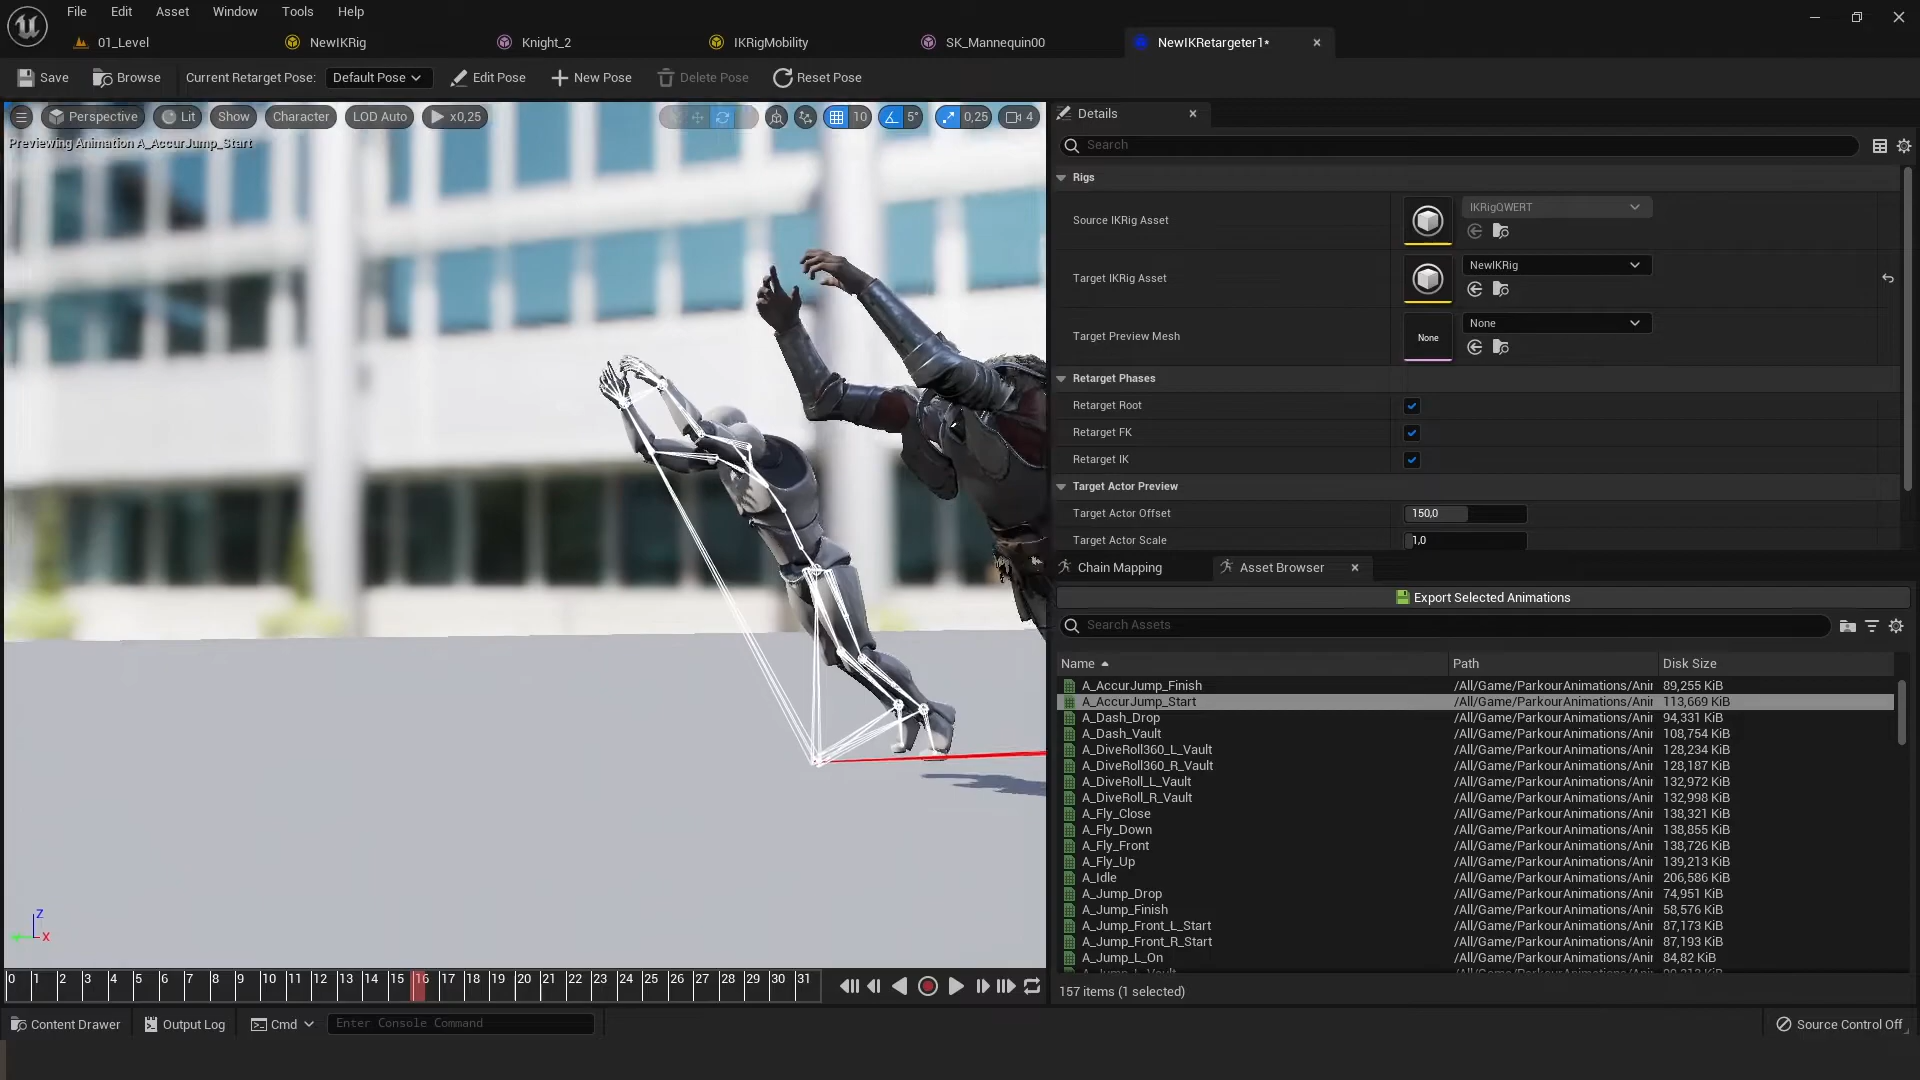 File Edit Asset Window Tools Help
01_Level NewIKRig Knight_2 IKRigMobility SK_Mannequin00 NewIKRetargeter1*
Save Browse Current Retarget Pose: Default Pose Edit Pose New Pose Delete Pose Reset Pose
Perspective Lit Show Character LOD Auto x0,25 10 5° 0,25 4
Previewing Animation A_AccurJump_Start
Details
Search
Rigs
Source IKRig Asset IKRigQWERT
Target IKRig Asset NewIKRig
Target Preview Mesh None None
Retarget Phases
Retarget Root
Retarget FK
Retarget IK
Target Actor Preview
Target Actor Offset 150,0
Target Actor Scale 1,0
Chain Mapping Asset Browser
Export Selected Animations
Search Assets
Name Path Disk Size
A_AccurJump_Finish /All/Game/ParkourAnimations/Anir 89,255 KiB
A_AccurJump_Start /All/Game/ParkourAnimations/Anir 113,669 KiB
A_Dash_Drop /All/Game/ParkourAnimations/Anir 94,331 KiB
A_Dash_Vault /All/Game/ParkourAnimations/Anir 108,754 KiB
A_DiveRoll360_L_Vault /All/Game/ParkourAnimations/Anir 128,234 KiB
A_DiveRoll360_R_Vault /All/Game/ParkourAnimations/Anir 128,187 KiB
A_DiveRoll_L_Vault /All/Game/ParkourAnimations/Anir 132,972 KiB
A_DiveRoll_R_Vault /All/Game/ParkourAnimations/Anir 132,998 KiB
A_Fly_Close /All/Game/ParkourAnimations/Anir 138,321 KiB
A_Fly_Down /All/Game/ParkourAnimations/Anir 138,855 KiB
A_Fly_Front /All/Game/ParkourAnimations/Anir 138,726 KiB
A_Fly_Up /All/Game/ParkourAnimations/Anir 139,213 KiB
A_Idle /All/Game/ParkourAnimations/Anir 206,586 KiB
A_Jump_Drop /All/Game/ParkourAnimations/Anir 74,951 KiB
A_Jump_Finish /All/Game/ParkourAnimations/Anir 58,576 KiB
A_Jump_Front_L_Start /All/Game/ParkourAnimations/Anir 87,173 KiB
A_Jump_Front_R_Start /All/Game/ParkourAnimations/Anir 87,193 KiB
A_Jump_L_On /All/Game/ParkourAnimations/Anir 84,82 KiB
157 items (1 selected)
Z
X
0 1 2 3 4 5 6 7 8 9 10 11 12 13 14 15 16 17 18 19 20 21 22 23 24 25 26 27 28 29 30 31
Content Drawer Output Log Cmd Enter Console Command Source Control Off